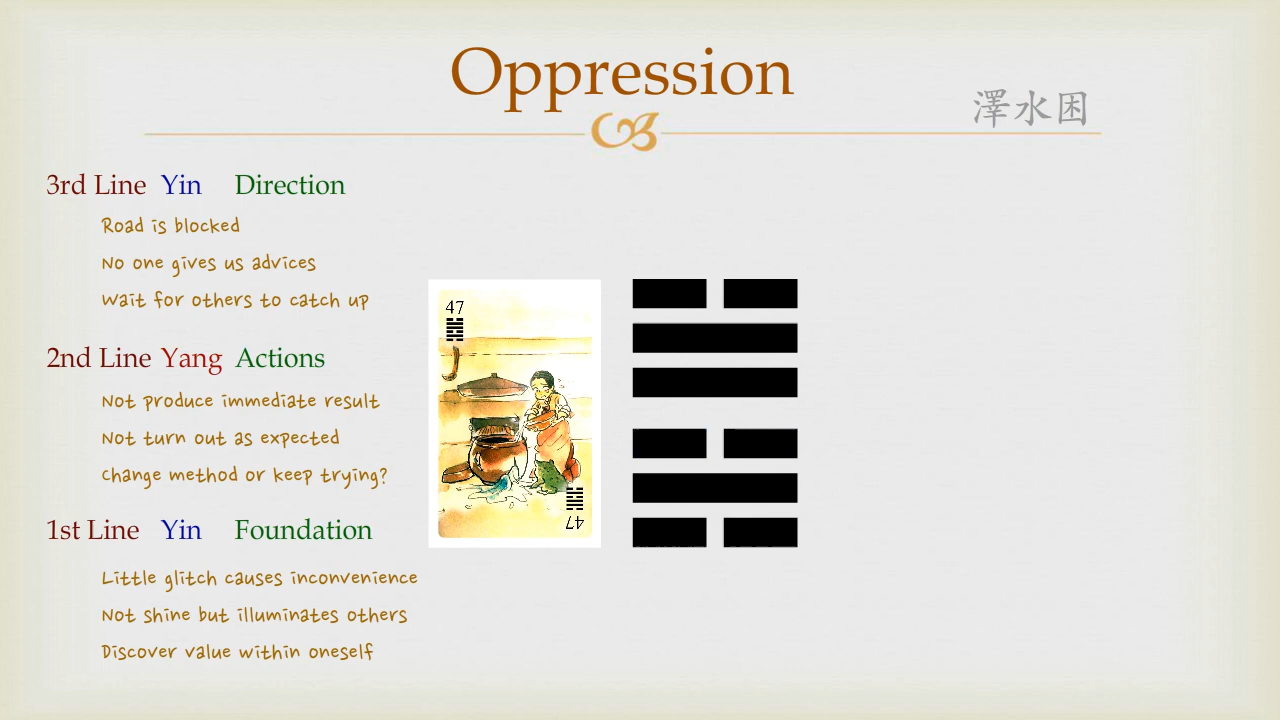 Oppression
澤水困
3rd Line Yin Direction
Road is blocked
No one gives us advices
Wait for others to catch up
2nd Line Yang Actions
Not produce immediate result
Not turn out as expected
Change method or keep trying?
1st Line Yin Foundation
Little glitch causes inconvenience
Not shine but illuminates others
Discover value within oneself
47
47